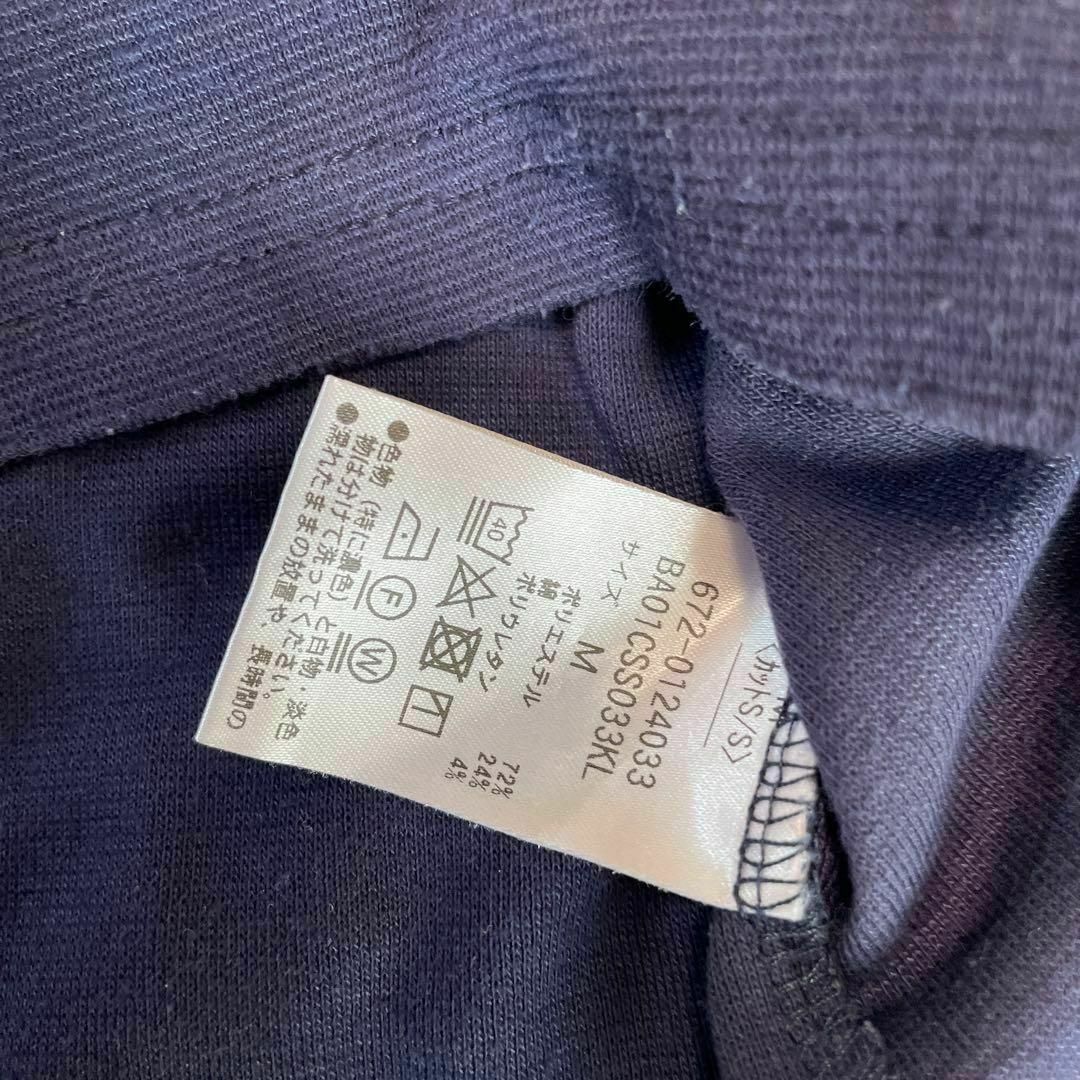 〈カットS/S〉
672-0124033
BA01CSS033KL
サイズ M
ポリエステル 72%
綿 24%
ポリウレタン 4%
40
F
W
●色物(特に濃色)と白物・淡色
物は分けて洗ってください。
●濡れたままの放置や、長時間の